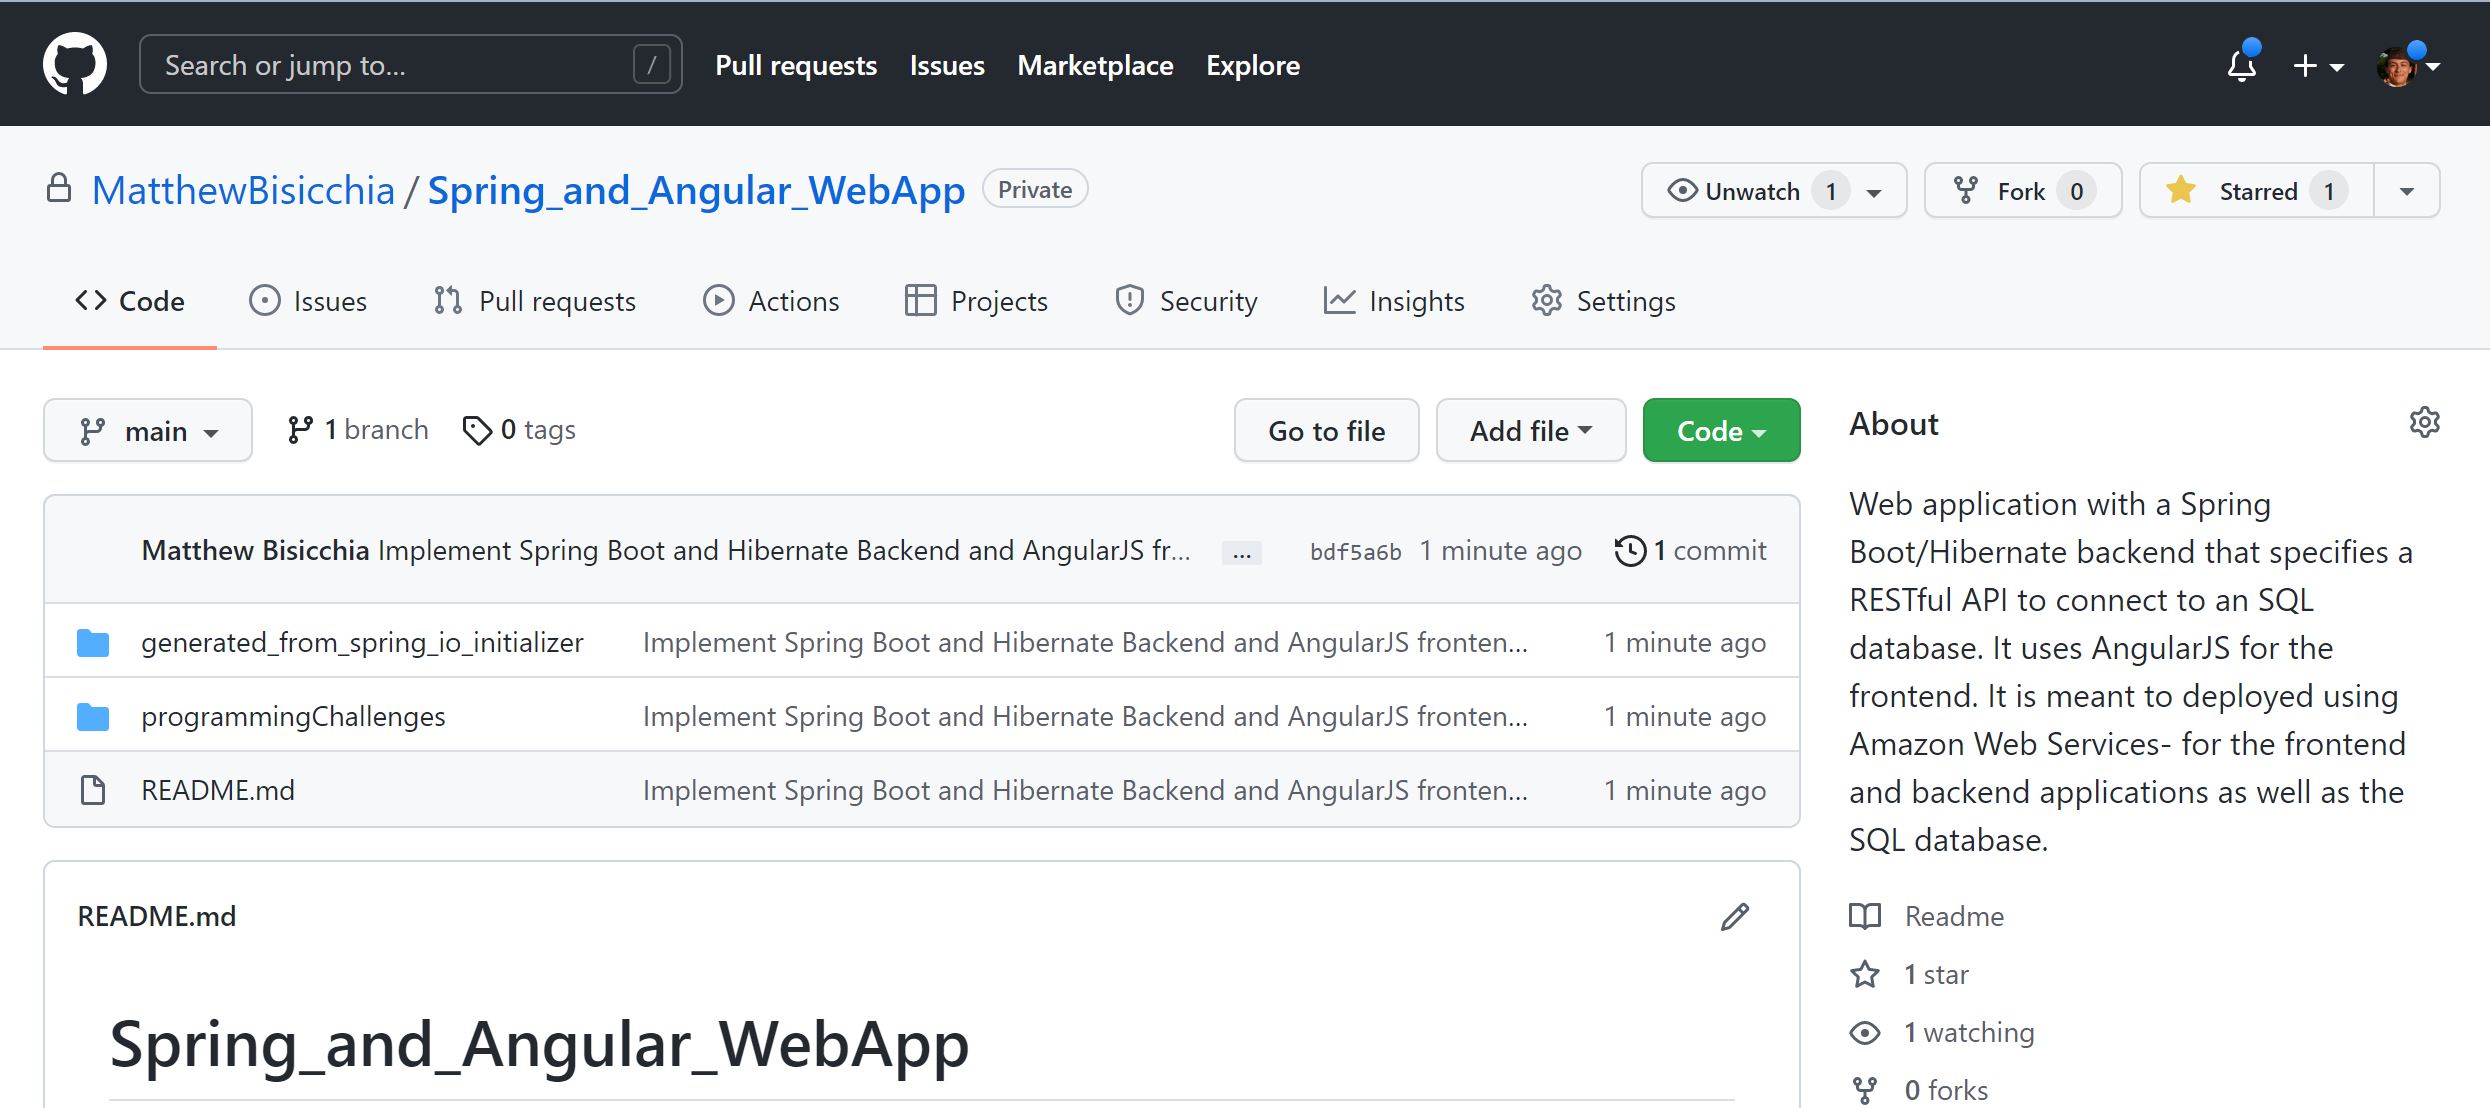 Search or jump to... /
Pull requests Issues Marketplace Explore
MatthewBisicchia / Spring_and_Angular_WebApp Private
Unwatch 1 Fork 0 Starred 1
Code Issues Pull requests Actions Projects Security Insights Settings
main 1 branch 0 tags
Go to file Add file Code
Matthew Bisicchia Implement Spring Boot and Hibernate Backend and AngularJS fr... ... bdf5a6b 1 minute ago 1 commit
generated_from_spring_io_initializer Implement Spring Boot and Hibernate Backend and AngularJS fronten... 1 minute ago
programmingChallenges Implement Spring Boot and Hibernate Backend and AngularJS fronten... 1 minute ago
README.md Implement Spring Boot and Hibernate Backend and AngularJS fronten... 1 minute ago
README.md
Spring_and_Angular_WebApp
About
Web application with a Spring
Boot/Hibernate backend that specifies a
RESTful API to connect to an SQL
database. It uses AngularJS for the
frontend. It is meant to deployed using
Amazon Web Services- for the frontend
and backend applications as well as the
SQL database.
Readme
1 star
1 watching
0 forks